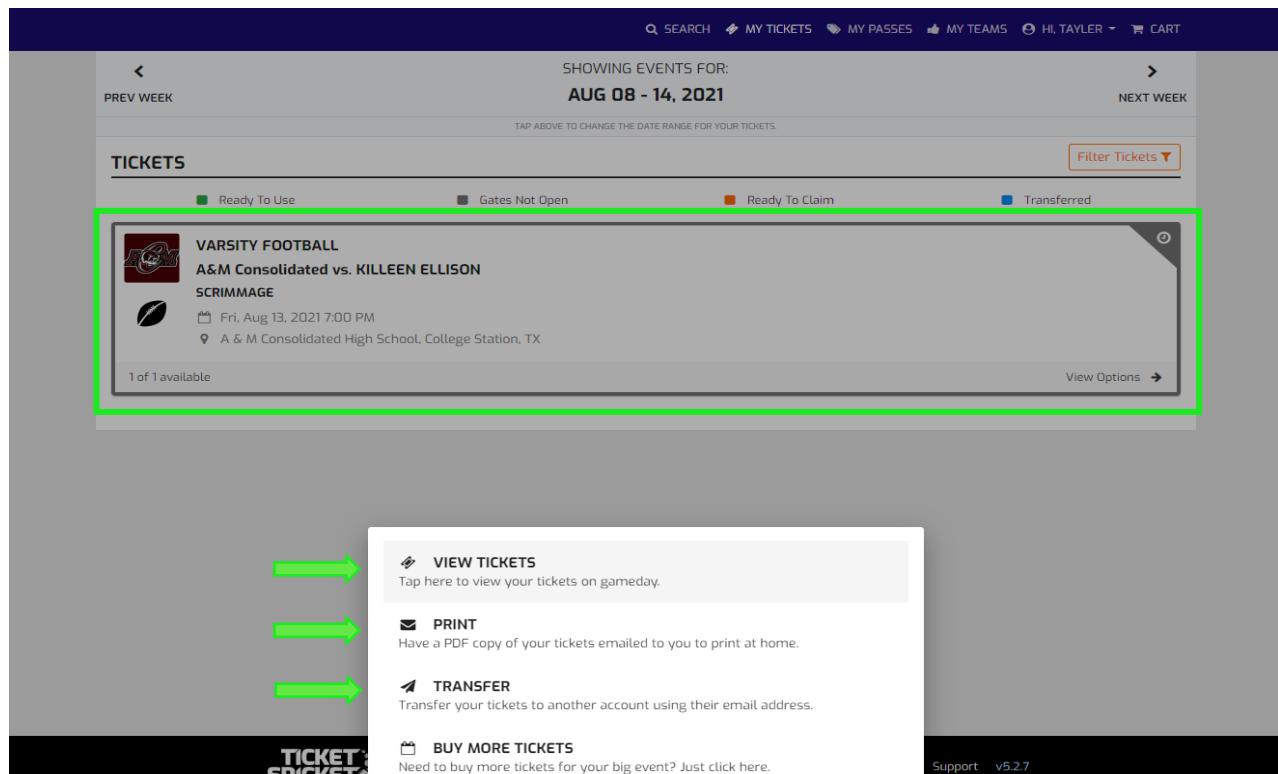 SEARCH MY TICKETS MY PASSES MY TEAMS HI, TAYLER CART
SHOWING EVENTS FOR:
PREV WEEK AUG 08 - 14, 2021 NEXT WEEK
TAP ABOVE TO CHANGE THE DATE RANGE FOR YOUR TICKETS.
TICKETS Filter Tickets
Ready To Use Gates Not Open Ready To Claim Transferred
VARSITY FOOTBALL
A&M Consolidated vs. KILLEEN ELLISON
SCRIMMAGE
Fri, Aug 13, 2021 7:00 PM
A & M Consolidated High School, College Station, TX
1 of 1 available View Options
VIEW TICKETS
Tap here to view your tickets on gameday.
PRINT
Have a PDF copy of your tickets emailed to you to print at home.
TRANSFER
Transfer your tickets to another account using their email address.
BUY MORE TICKETS
Need to buy more tickets for your big event? Just click here.
TICKET
SPICKET
Support v5.2.7